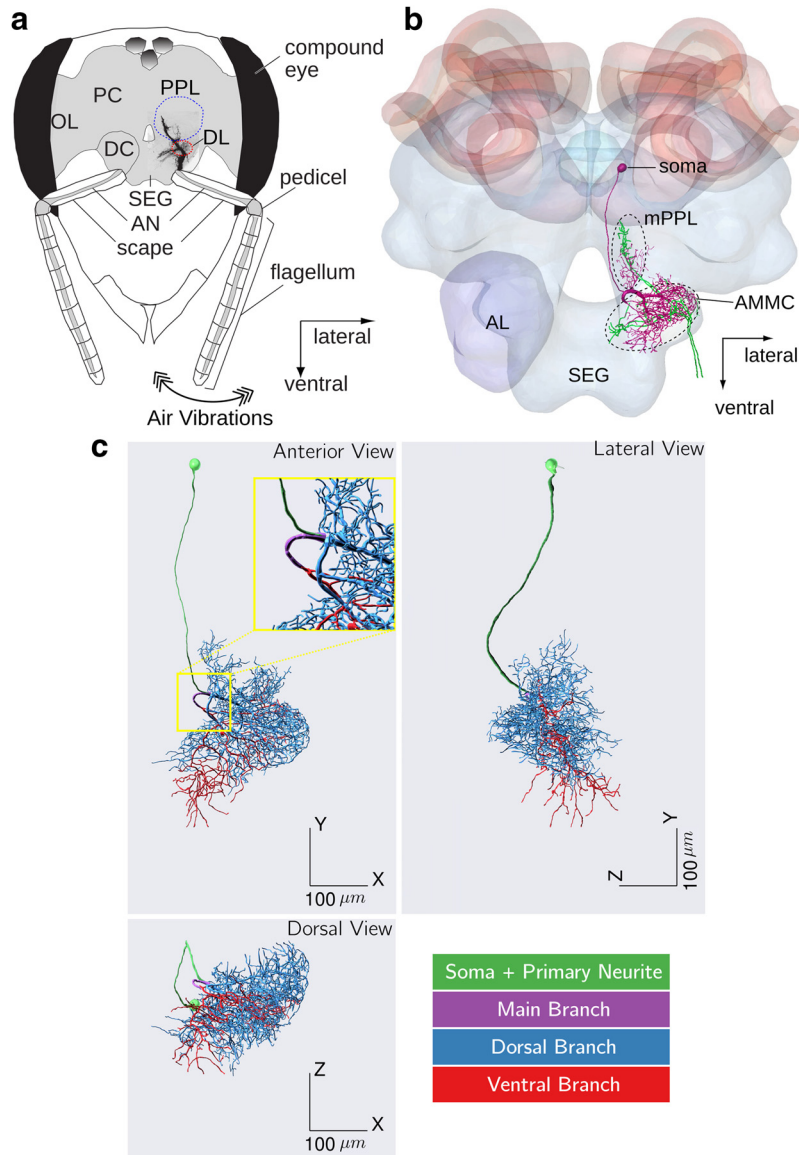 a
compound
eye
PPL
PC
OL
DL
DC
pedicel
SEG
AN
scape
flagellum
lateral
ventral
Air Vibrations
b
soma
mPPL
AMMC
AL
lateral
SEG
ventral
c
Anterior View
Y
X
100 μm
Lateral View
Y
Z
100 μm
Dorsal View
Z
X
100 μm
Soma + Primary Neurite
Main Branch
Dorsal Branch
Ventral Branch